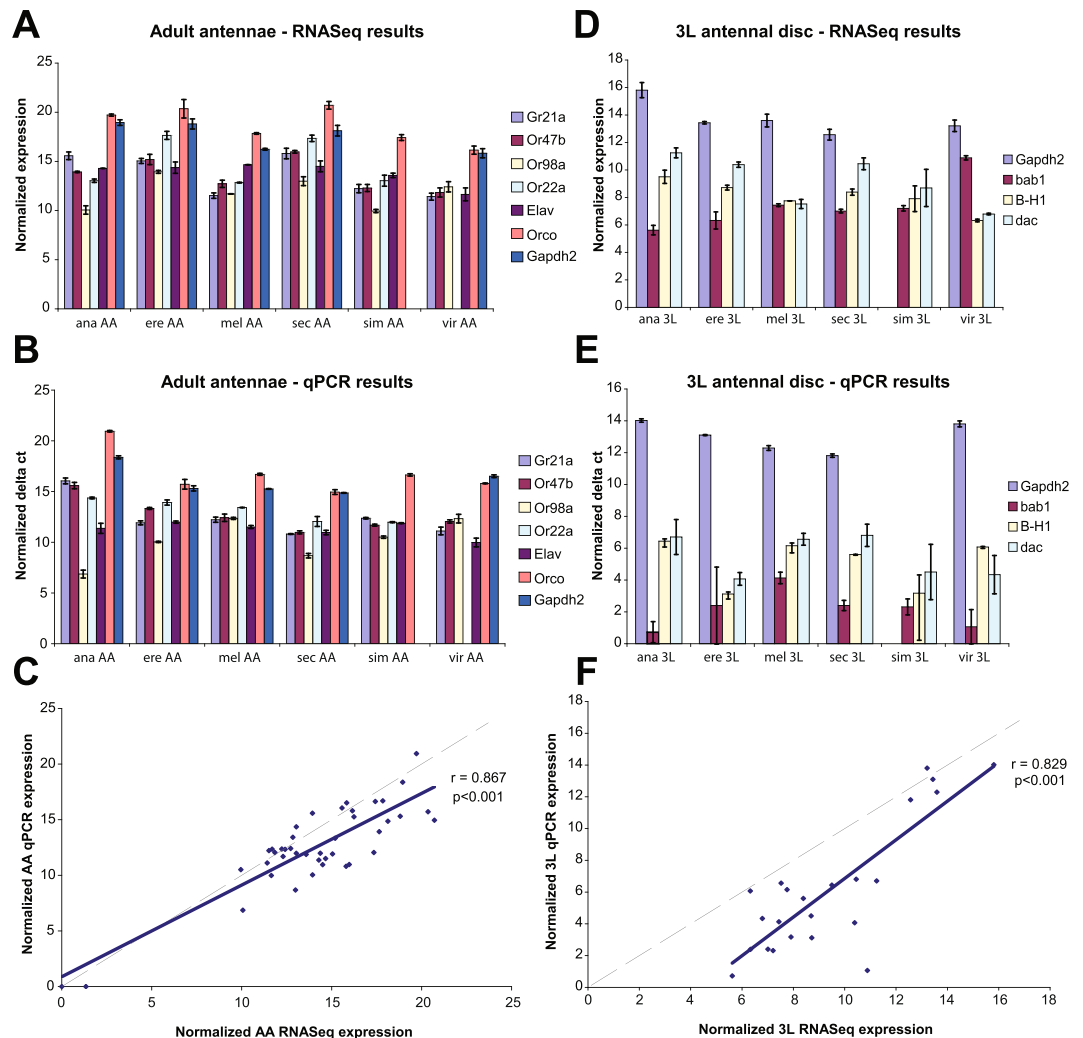 A
Adult antennae - RNASeq results
Normalized expression
25
20
15
10
5
0
ana AA
ere AA
mel AA
sec AA
sim AA
vir AA
Gr21a
Or47b
Or98a
Or22a
Elav
Orco
Gapdh2
D
3L antennal disc - RNASeq results
Normalized expression
18
16
14
12
10
8
6
4
2
0
ana 3L
ere 3L
mel 3L
sec 3L
sim 3L
vir 3L
Gapdh2
bab1
B-H1
dac
B
Adult antennae - qPCR results
Normalized delta ct
25
20
15
10
5
0
ana AA
ere AA
mel AA
sec AA
sim AA
vir AA
Gr21a
Or47b
Or98a
Or22a
Elav
Orco
Gapdh2
E
3L antennal disc - qPCR results
Normalized delta ct
16
14
12
10
8
6
4
2
0
ana 3L
ere 3L
mel 3L
sec 3L
sim 3L
vir 3L
Gapdh2
bab1
B-H1
dac
C
Normalized AA qPCR expression
25
20
15
10
5
0
0
5
10
15
20
25
r = 0.867
p<0.001
Normalized AA RNASeq expression
F
Normalized 3L qPCR expression
18
16
14
12
10
8
6
4
2
0
0
2
4
6
8
10
12
14
16
18
r = 0.829
p<0.001
Normalized 3L RNASeq expression